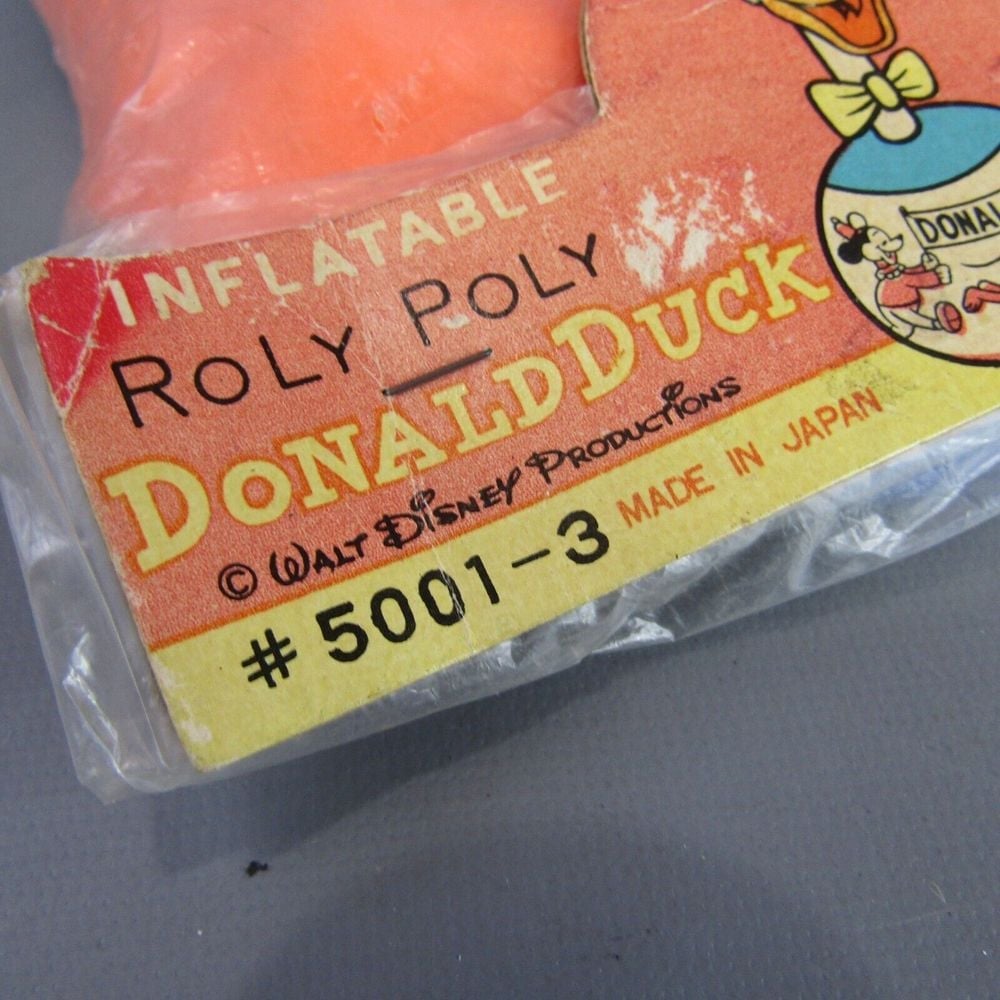 INFLATABLE
ROLY POLY
DONALD DUCK
© WALT DISNEY PRODUCTIONS
# 5001-3 MADE IN JAPAN